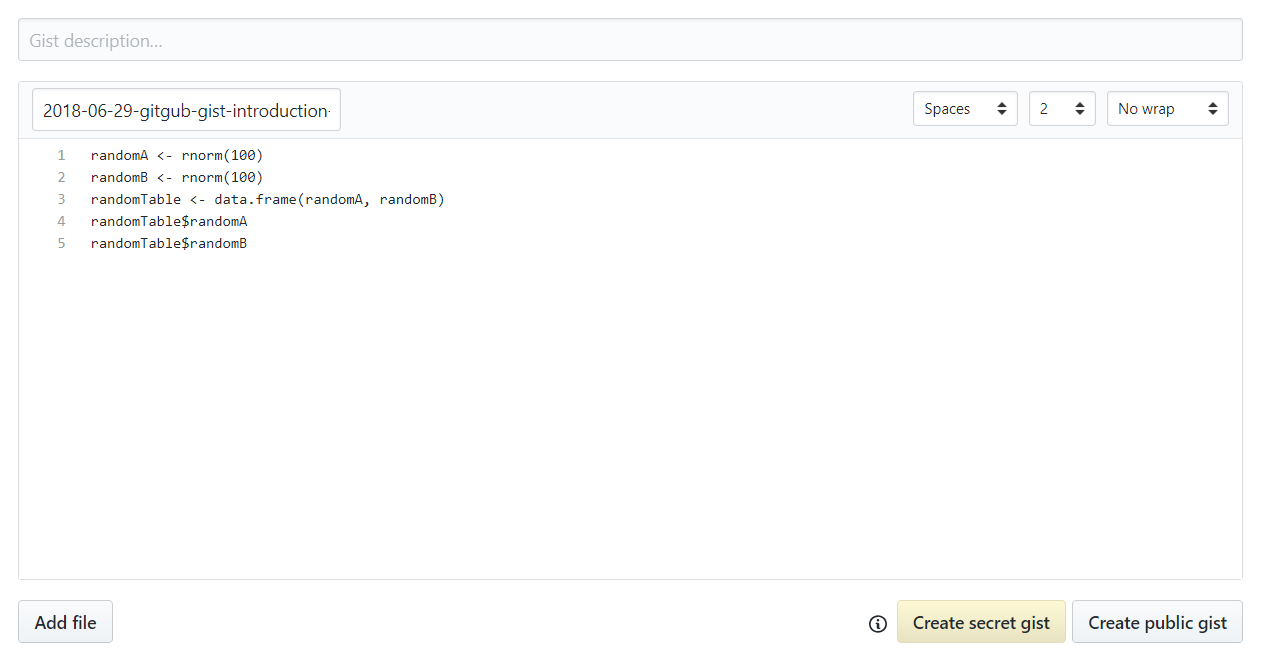 Gist description...
2018-06-29-gitgub-gist-introduction-
Spaces
2
No wrap
1 randomA <- rnorm(100)
2 randomB <- rnorm(100)
3 randomTable <- data.frame(randomA, randomB)
4 randomTable$randomA
5 randomTable$randomB
Add file
Create secret gist
Create public gist